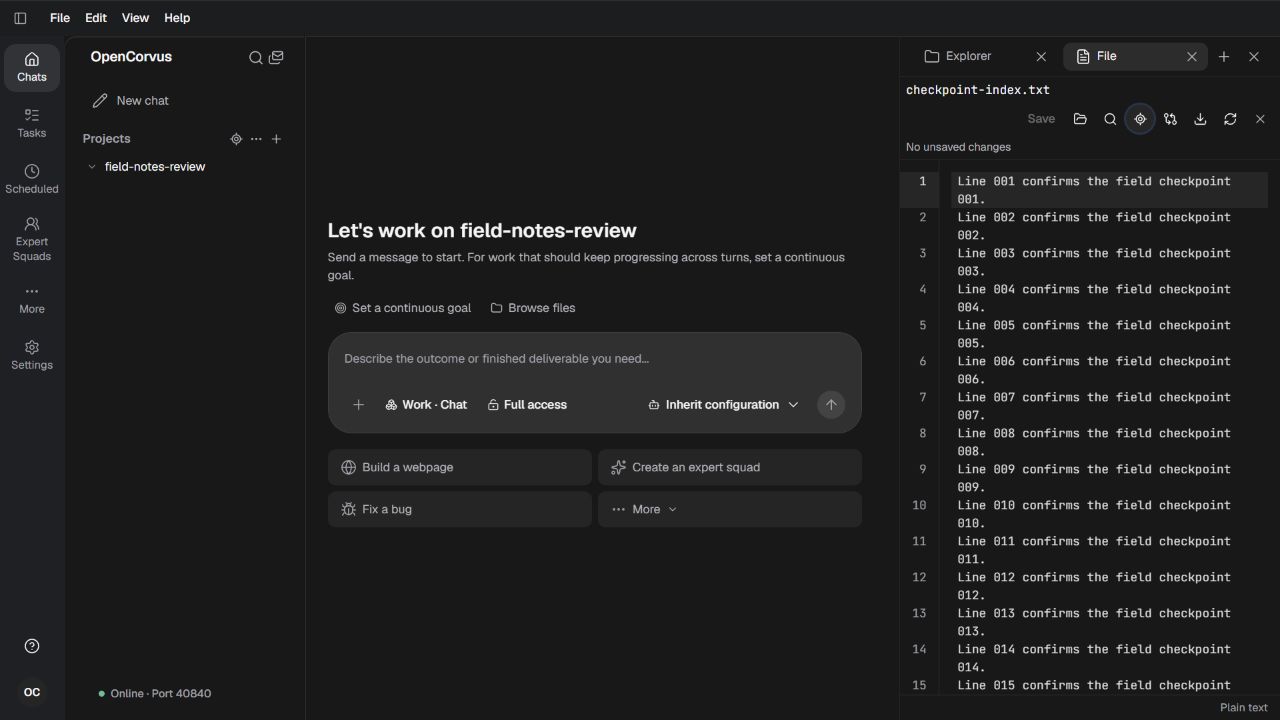 File Edit View Help
Chats
Tasks
Scheduled
Expert
Squads
More
Settings
OC
OpenCorvus
New chat
Projects
field-notes-review
Online · Port 40840
Let's work on field-notes-review
Send a message to start. For work that should keep progressing across turns, set a continuous
goal.
Set a continuous goal Browse files
Describe the outcome or finished deliverable you need...
Work · Chat Full access Inherit configuration
Build a webpage Create an expert squad
Fix a bug More
Explorer File
checkpoint-index.txt
Save
No unsaved changes
1 Line 001 confirms the field checkpoint
001.
2 Line 002 confirms the field checkpoint
002.
3 Line 003 confirms the field checkpoint
003.
4 Line 004 confirms the field checkpoint
004.
5 Line 005 confirms the field checkpoint
005.
6 Line 006 confirms the field checkpoint
006.
7 Line 007 confirms the field checkpoint
007.
8 Line 008 confirms the field checkpoint
008.
9 Line 009 confirms the field checkpoint
009.
10 Line 010 confirms the field checkpoint
010.
11 Line 011 confirms the field checkpoint
011.
12 Line 012 confirms the field checkpoint
012.
13 Line 013 confirms the field checkpoint
013.
14 Line 014 confirms the field checkpoint
014.
15 Line 015 confirms the field checkpoint
Plain text